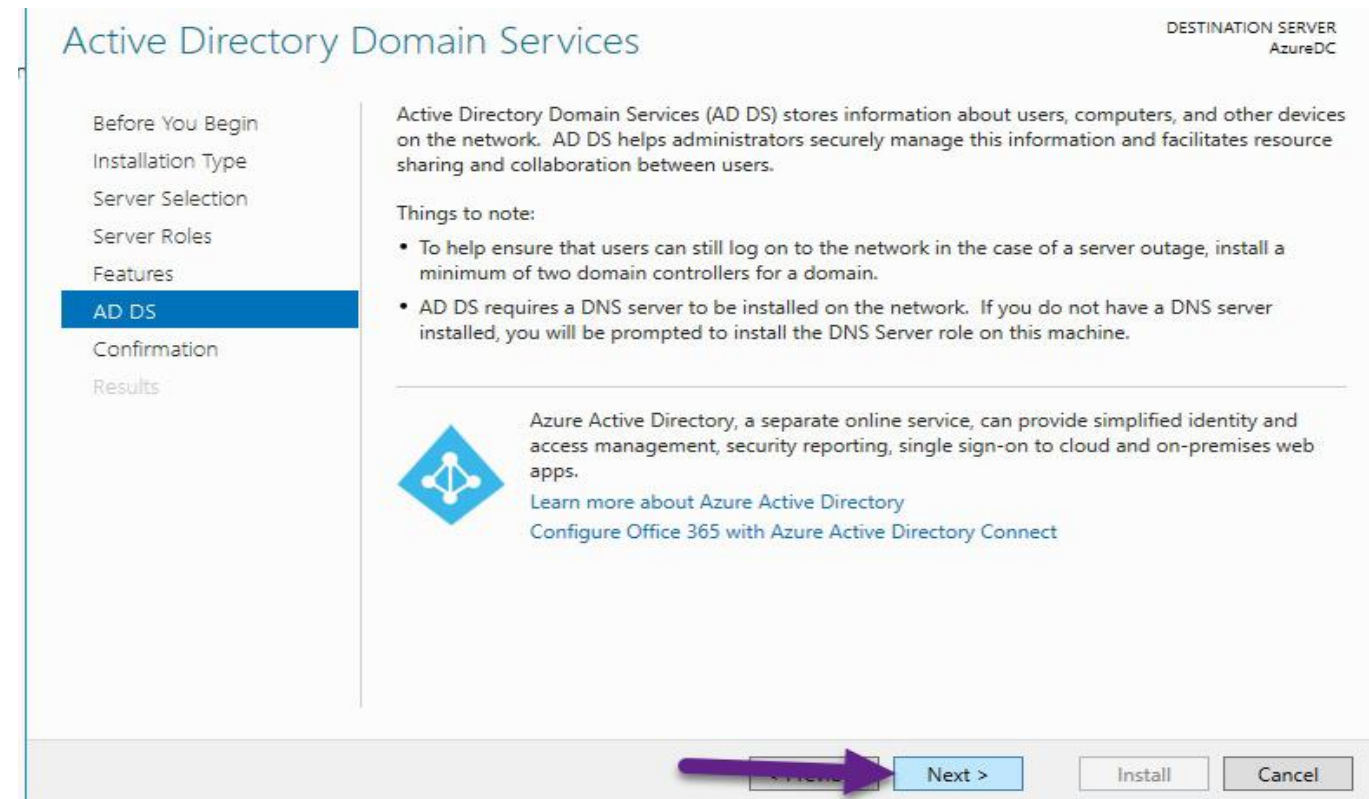 Active Directory Domain Services
DESTINATION SERVER
AzureDC
Before You Begin
Installation Type
Server Selection
Server Roles
Features
AD DS
Confirmation
Results
Active Directory Domain Services (AD DS) stores information about users, computers, and other devices
on the network. AD DS helps administrators securely manage this information and facilitates resource
sharing and collaboration between users.
Things to note:
• To help ensure that users can still log on to the network in the case of a server outage, install a
minimum of two domain controllers for a domain.
• AD DS requires a DNS server to be installed on the network. If you do not have a DNS server
installed, you will be prompted to install the DNS Server role on this machine.
Azure Active Directory, a separate online service, can provide simplified identity and
access management, security reporting, single sign-on to cloud and on-premises web
apps.
Learn more about Azure Active Directory
Configure Office 365 with Azure Active Directory Connect
Next >
Install
Cancel